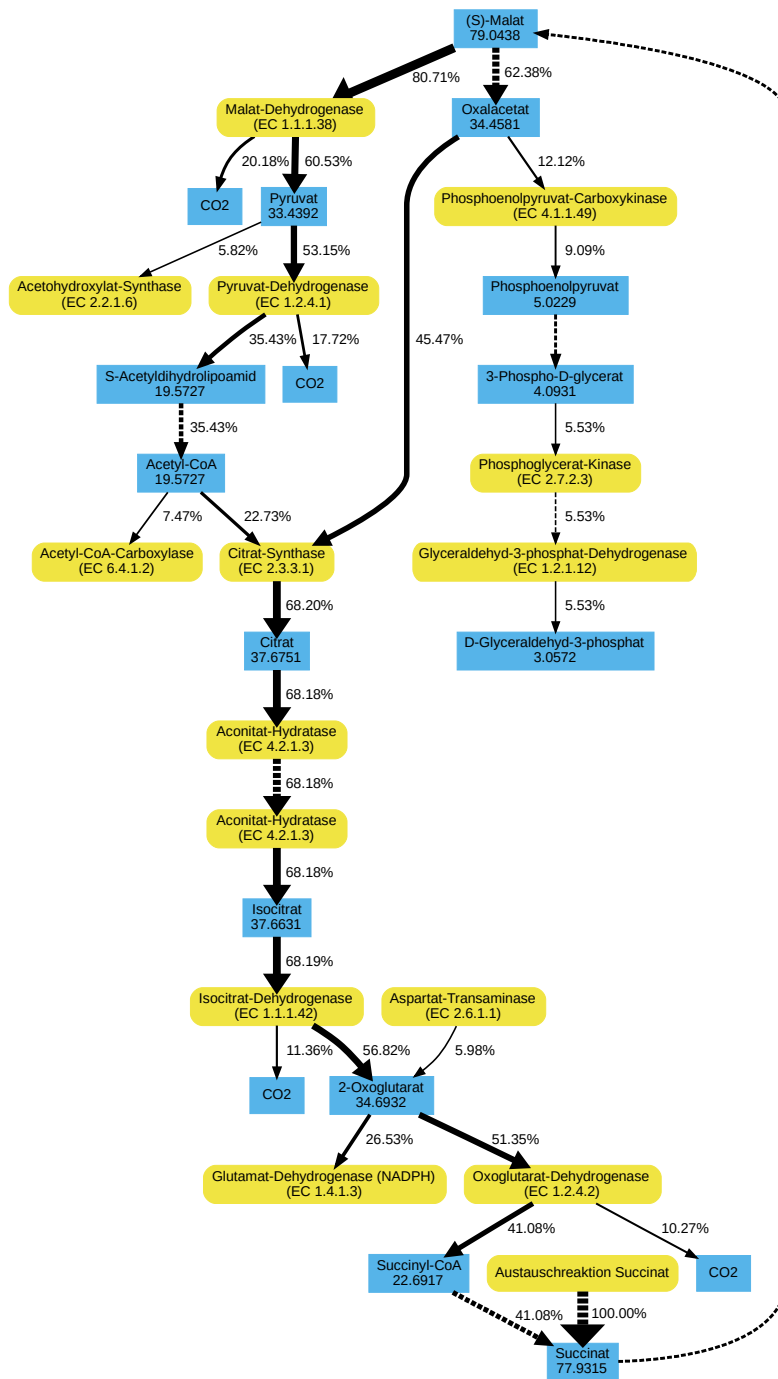 (S)-Malat
79.0438
80.71%
62.38%
Malat-Dehydrogenase
(EC 1.1.1.38)
Oxalacetat
34.4581
20.18%
60.53%
12.12%
CO2
Pyruvat
33.4392
Phosphoenolpyruvat-Carboxykinase
(EC 4.1.1.49)
5.82%
53.15%
9.09%
Acetohydroxylat-Synthase
(EC 2.2.1.6)
Pyruvat-Dehydrogenase
(EC 1.2.4.1)
Phosphoenolpyruvat
5.0229
35.43%
17.72%
45.47%
S-Acetyldihydrolipoamid
19.5727
CO2
3-Phospho-D-glycerat
4.0931
35.43%
5.53%
Acetyl-CoA
19.5727
Phosphoglycerat-Kinase
(EC 2.7.2.3)
7.47%
22.73%
5.53%
Acetyl-CoA-Carboxylase
(EC 6.4.1.2)
Citrat-Synthase
(EC 2.3.3.1)
Glyceraldehyd-3-phosphat-Dehydrogenase
(EC 1.2.1.12)
68.20%
5.53%
Citrat
37.6751
D-Glyceraldehyd-3-phosphat
3.0572
68.18%
Aconitat-Hydratase
(EC 4.2.1.3)
68.18%
Aconitat-Hydratase
(EC 4.2.1.3)
68.18%
Isocitrat
37.6631
68.19%
Isocitrat-Dehydrogenase
(EC 1.1.1.42)
Aspartat-Transaminase
(EC 2.6.1.1)
11.36%
56.82%
5.98%
CO2
2-Oxoglutarat
34.6932
26.53%
51.35%
Glutamat-Dehydrogenase (NADPH)
(EC 1.4.1.3)
Oxoglutarat-Dehydrogenase
(EC 1.2.4.2)
41.08%
10.27%
Succinyl-CoA
22.6917
Austauschreaktion Succinat
CO2
41.08%
100.00%
Succinat
77.9315